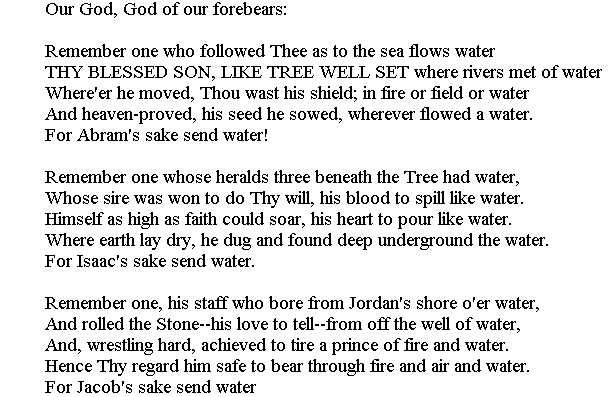 Our God, God of our forebears:
Remember one who followed Thee as to the sea flows water
THY BLESSED SON, LIKE TREE WELL SET where rivers met of water
Where'er he moved, Thou wast his shield; in fire or field or water
And heaven-proved, his seed he sowed, wherever flowed a water.
For Abram's sake send water!
Remember one whose heralds three beneath the Tree had water,
Whose sire was won to do Thy will, his blood to spill like water.
Himself as high as faith could soar, his heart to pour like water.
Where earth lay dry, he dug and found deep underground the water.
For Isaac's sake send water.
Remember one, his staff who bore from Jordan's shore o'er water,
And rolled the Stone--his love to tell--from off the well of water,
And, wrestling hard, achieved to tire a prince of fire and water.
Hence Thy regard him safe to bear through fire and air and water.
For Jacob's sake send water